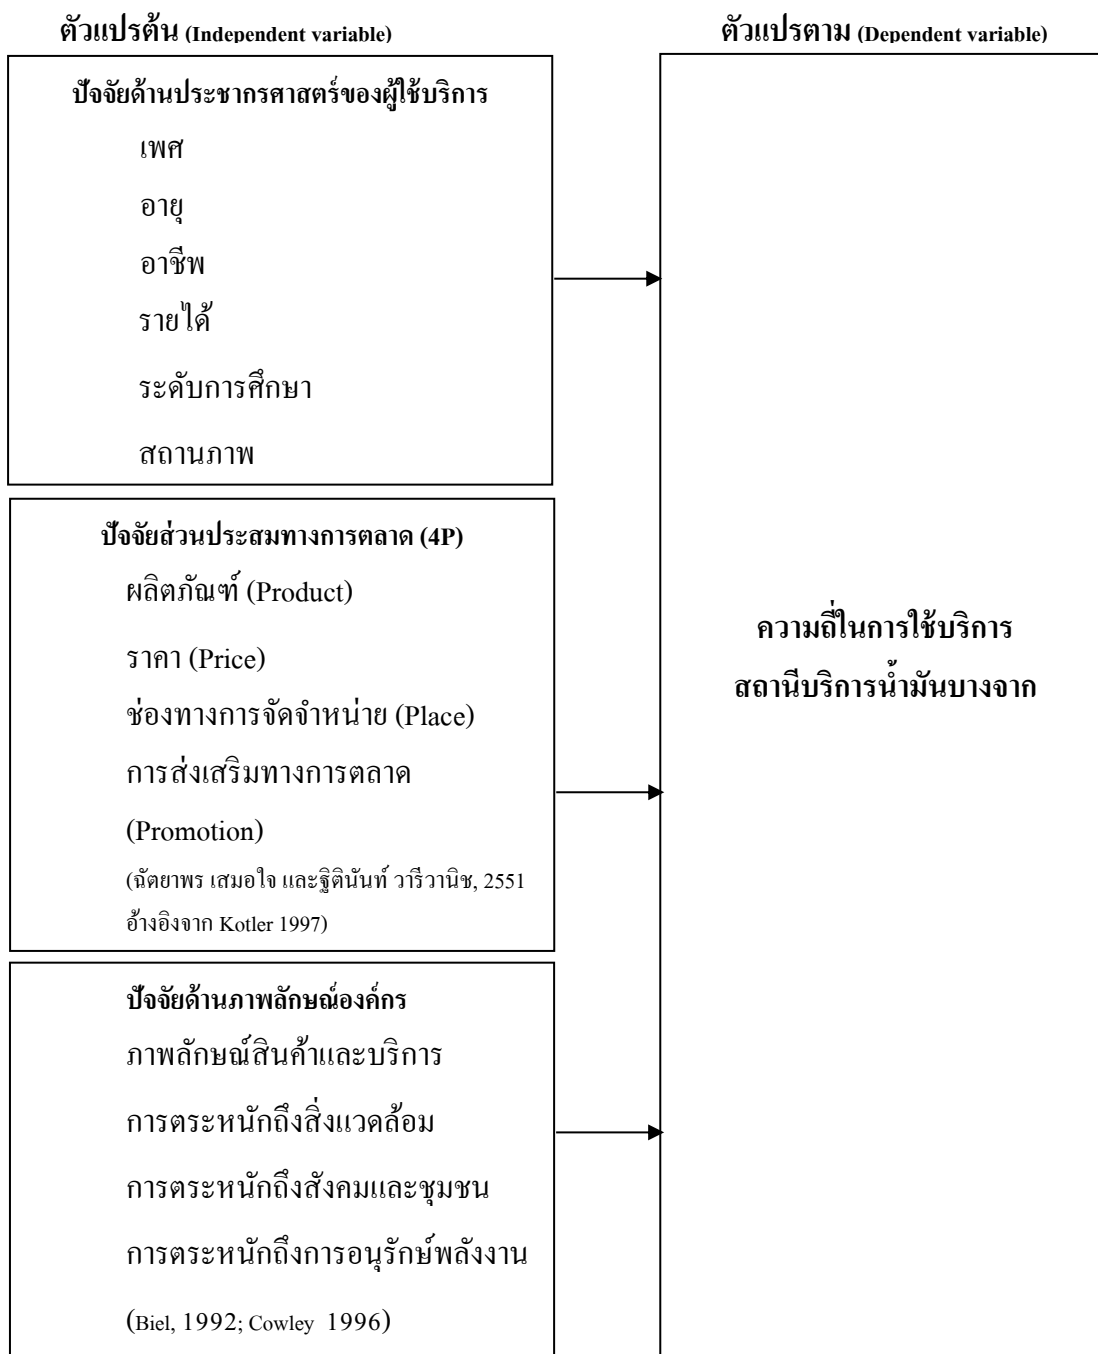 ตัวแปรต้น (Independent variable)
ปัจจัยด้านประชากรศาสตร์ของผู้ใช้บริการ
เพศ
อายุ
อาชีพ
รายได้
ระดับการศึกษา
สถานภาพ
ปัจจัยส่วนประสมทางการตลาด (4P)
ผลิตภัณฑ์ (Product)
ราคา (Price)
ช่องทางการจัดจำหน่าย (Place)
การส่งเสริมทางการตลาด
(Promotion)
(ฉัตยาพร เสมอใจ และฐิตินันท์ วารีวานิช, 2551
อ้างอิงจาก Kotler 1997)
ปัจจัยด้านภาพลักษณ์องค์กร
ภาพลักษณ์สินค้าและบริการ
การตระหนักถึงสิ่งแวดล้อม
การตระหนักถึงสังคมและชุมชน
การตระหนักถึงการอนุรักษ์พลังงาน
(Biel, 1992; Cowley 1996)
ตัวแปรตาม (Dependent variable)
ความถี่ในการใช้บริการ
สถานีบริการน้ำมันบางจาก